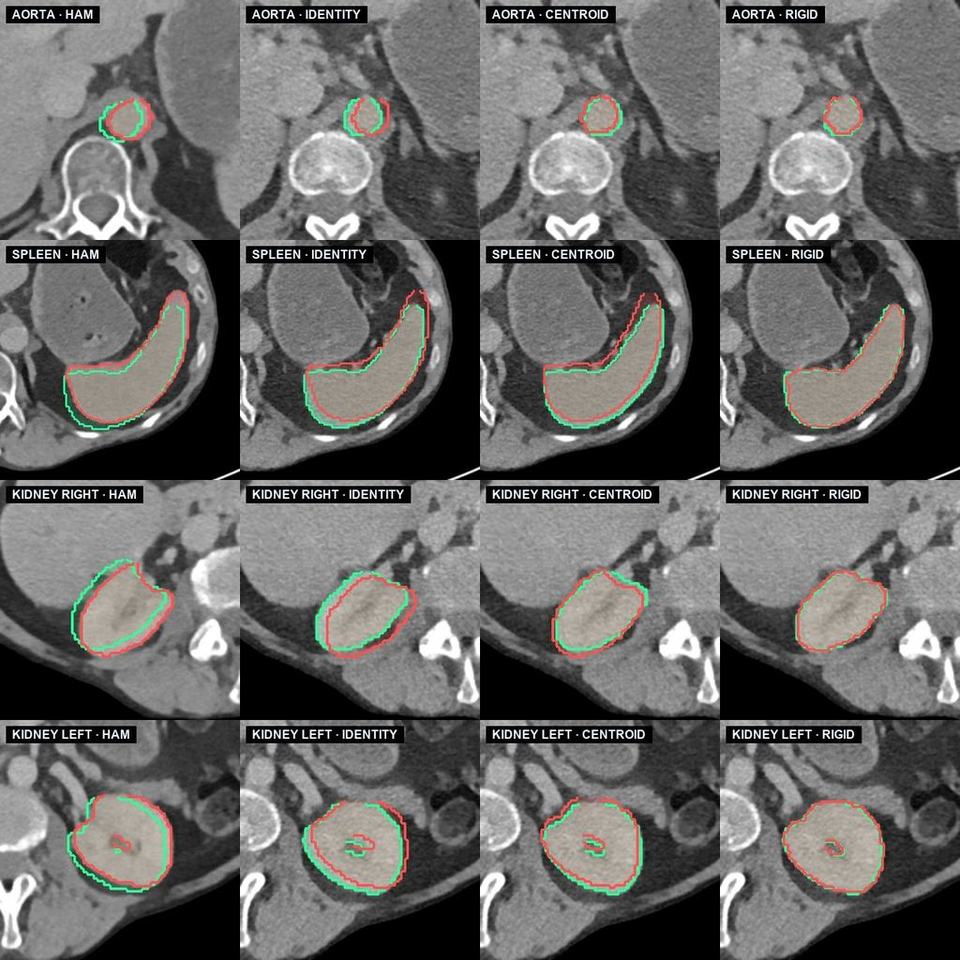 AORTA · HAM
AORTA · IDENTITY
AORTA · CENTROID
AORTA · RIGID
SPLEEN · HAM
SPLEEN · IDENTITY
SPLEEN · CENTROID
SPLEEN · RIGID
KIDNEY RIGHT · HAM
KIDNEY RIGHT · IDENTITY
KIDNEY RIGHT · CENTROID
KIDNEY RIGHT · RIGID
KIDNEY LEFT · HAM
KIDNEY LEFT · IDENTITY
KIDNEY LEFT · CENTROID
KIDNEY LEFT · RIGID